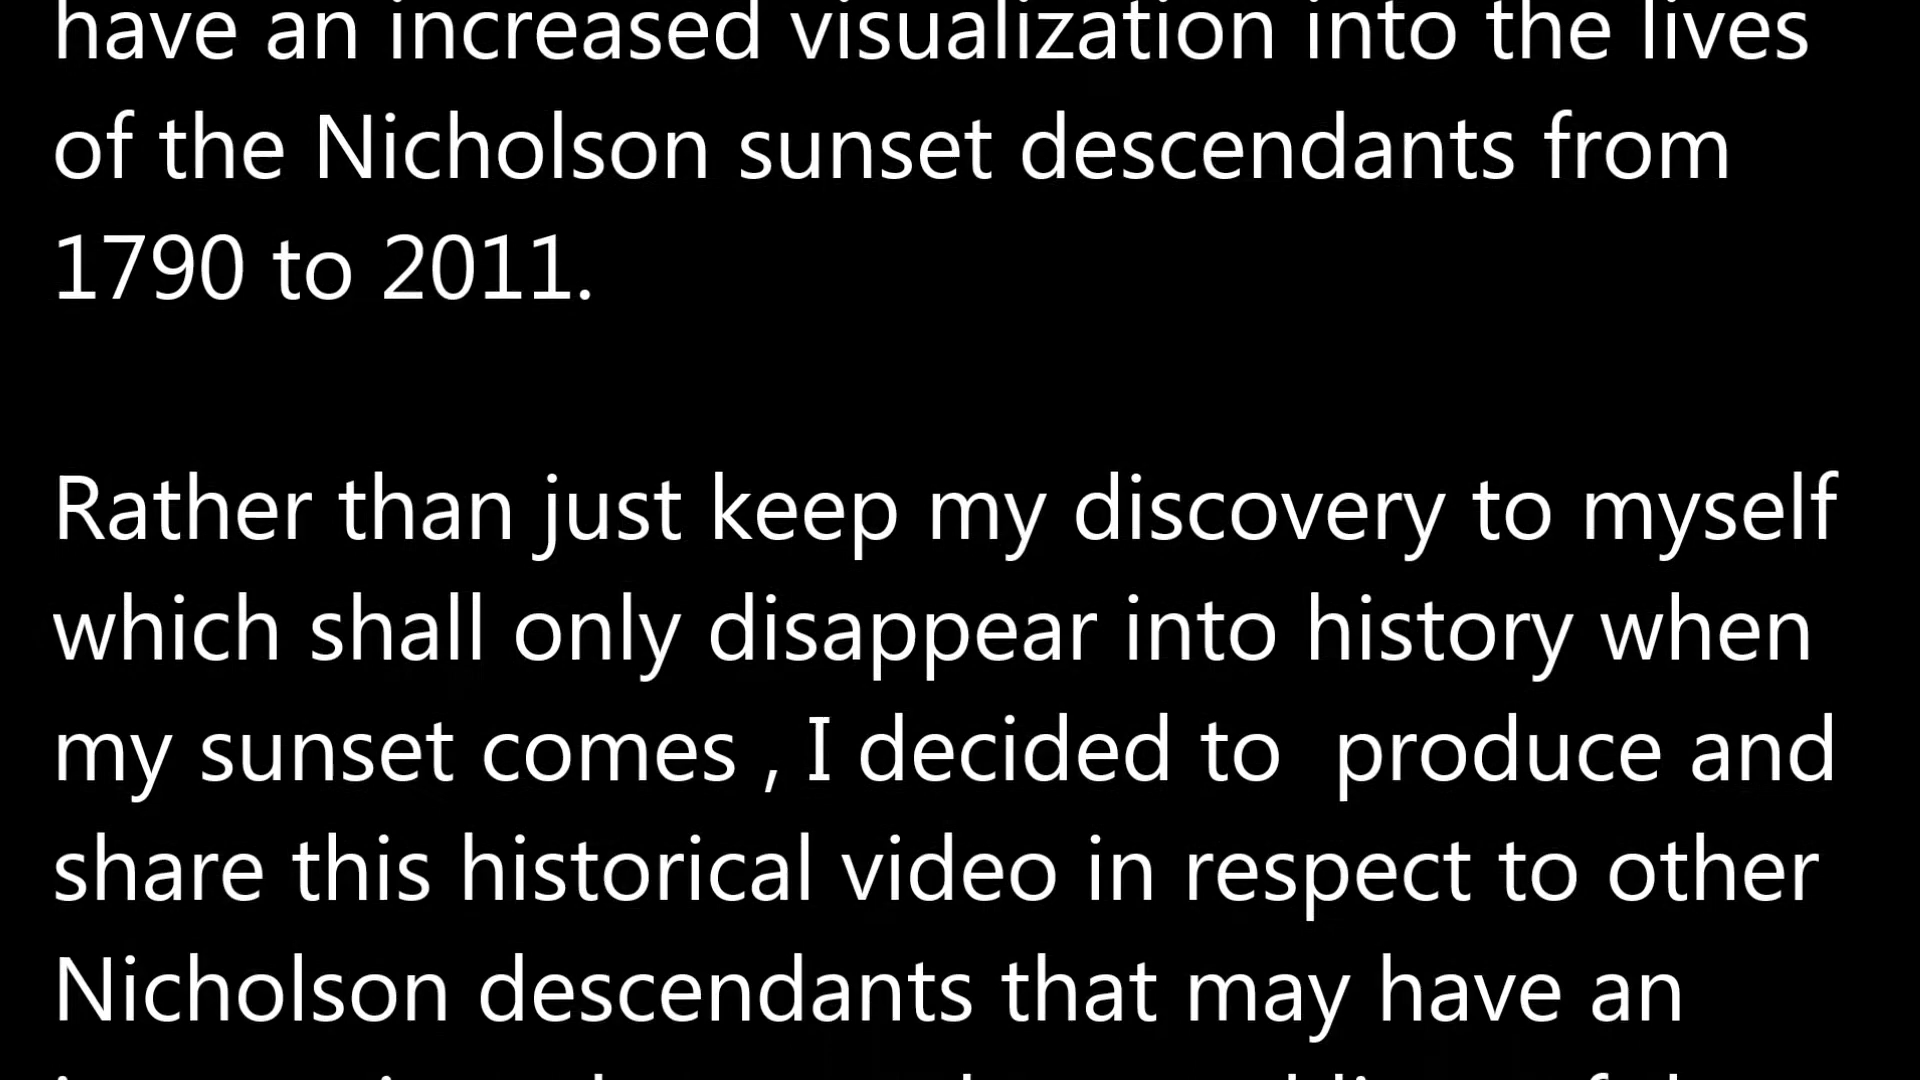 have an increased visualization into the lives
of the Nicholson sunset descendants from
1790 to 2011.
Rather than just keep my discovery to myself
which shall only disappear into history when
my sunset comes , I decided to  produce and
share this historical video in respect to other
Nicholson descendants that may have an